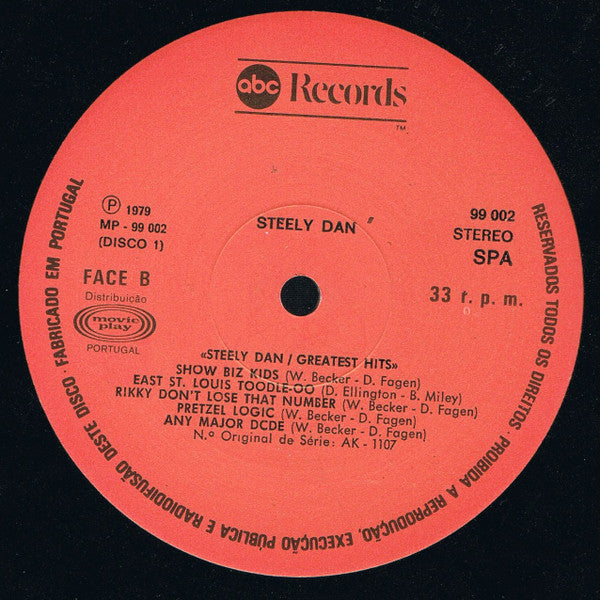 abc Records
TM
Ⓟ 1979
MP - 99 002
(DISCO 1)
STEELY DAN
99 002
STEREO
SPA
FACE B
33 r. p. m.
Distribuição
movie play
PORTUGAL
«STEELY DAN / GREATEST HITS»
SHOW BIZ KIDS (W. Becker - D. Fagen)
EAST ST. LOUIS TOODLE-OO (D. Ellington - B. Miley)
RIKKY DON'T LOSE THAT NUMBER (W. Becker - D. Fagen)
PRETZEL LOGIC (W. Becker - D. Fagen)
ANY MAJOR DCDE (W. Becker - D. Fagen)
N.º Original de Série: AK - 1107
RESERVADOS TODOS OS DIREITOS. PROIBIDA A REPRODUÇÃO, EXECUÇÃO PÚBLICA E RADIODIFUSÃO DESTE DISCO · FABRICADO EM PORTUGAL